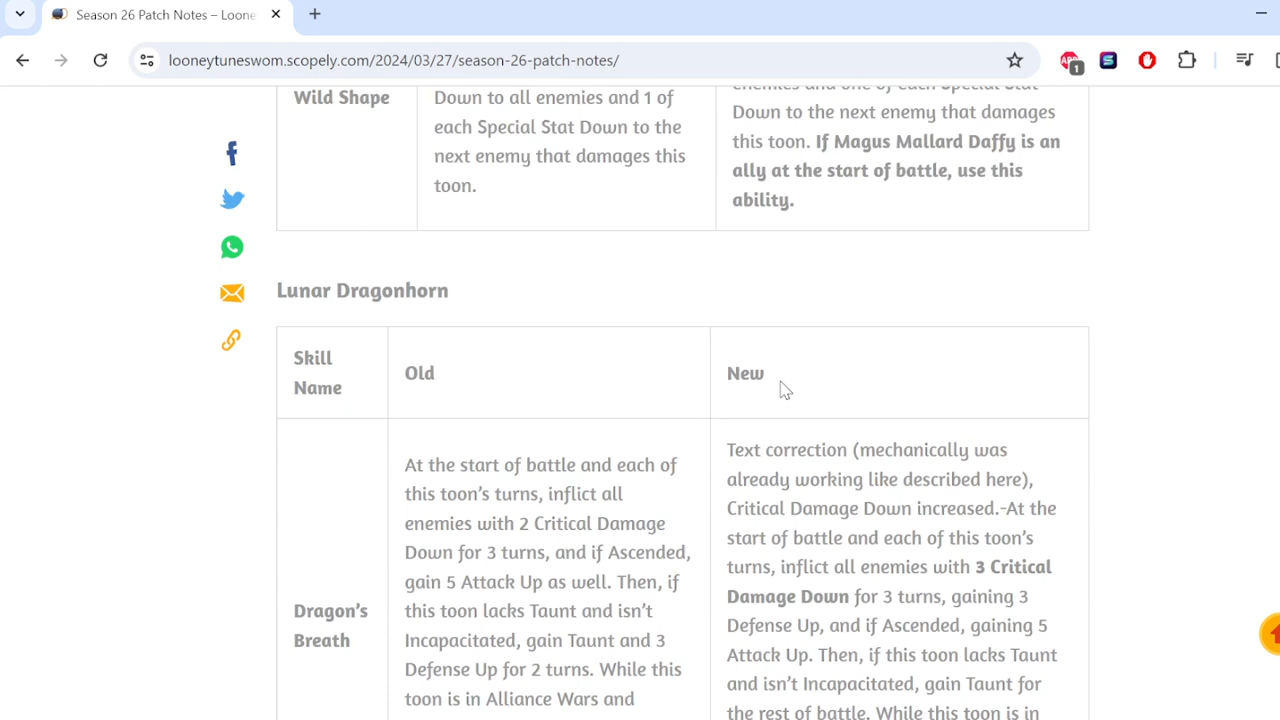 Season 26 Patch Notes – Loone
looneytuneswom.scopely.com/2024/03/27/season-26-patch-notes/
1
Wild Shape
Down to all enemies and 1 of
each Special Stat Down to the
next enemy that damages this
toon.
enemies and one of each Special Stat
Down to the next enemy that damages
this toon. If Magus Mallard Daffy is an
ally at the start of battle, use this
ability.
Lunar Dragonhorn
Skill
Name
Old
New
Dragon's
Breath
At the start of battle and each of
this toon's turns, inflict all
enemies with 2 Critical Damage
Down for 3 turns, and if Ascended,
gain 5 Attack Up as well. Then, if
this toon lacks Taunt and isn't
Incapacitated, gain Taunt and 3
Defense Up for 2 turns. While this
toon is in Alliance Wars and
Text correction (mechanically was
already working like described here),
Critical Damage Down increased.-At the
start of battle and each of this toon's
turns, inflict all enemies with 3 Critical
Damage Down for 3 turns, gaining 3
Defense Up, and if Ascended, gaining 5
Attack Up. Then, if this toon lacks Taunt
and isn't Incapacitated, gain Taunt for
the rest of battle. While this toon is in